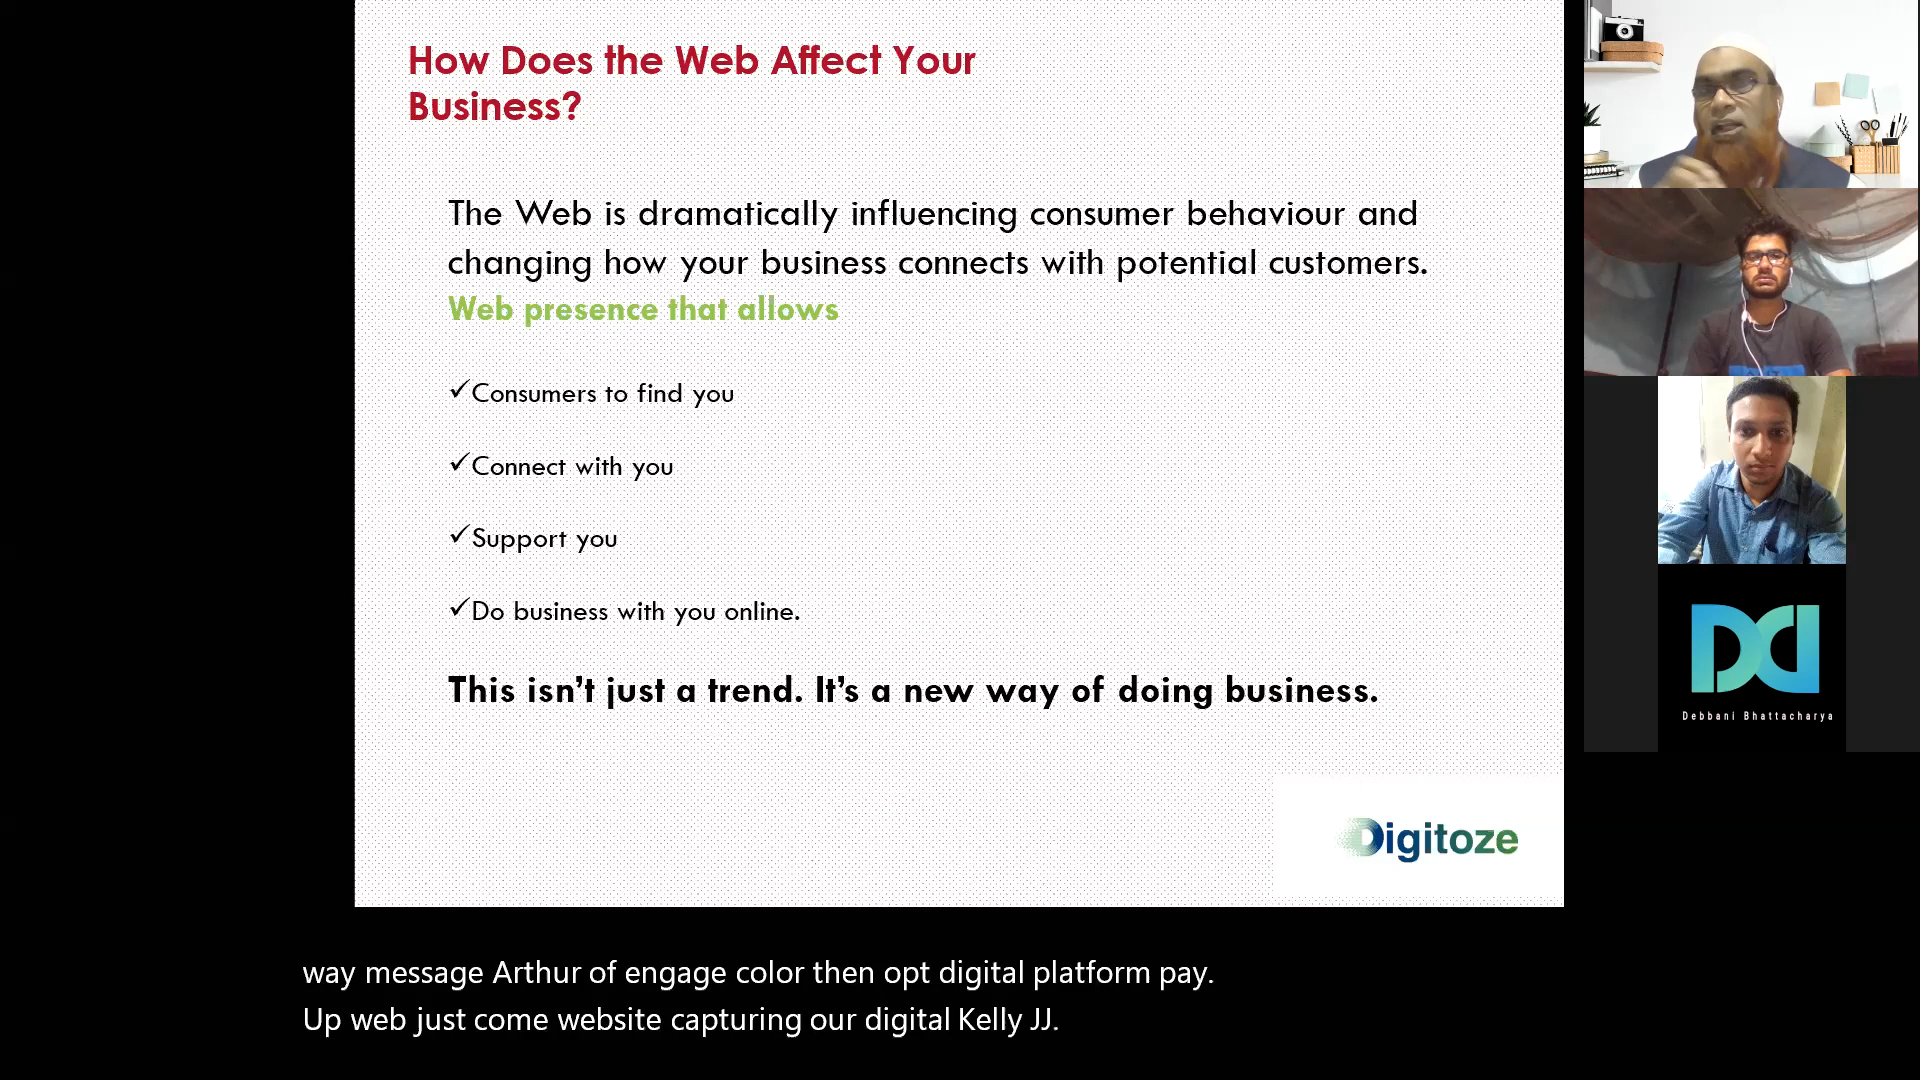 How Does the Web Affect Your
Business?
The Web is dramatically influencing consumer behaviour and
changing how your business connects with potential customers.
Web presence that allows
✓Consumers to find you
✓Connect with you
✓Support you
✓Do business with you online.
This isn't just a trend. It's a new way of doing business.
Digitoze
Debbani Bhattacharya
way message Arthur of engage color then opt digital platform pay.
Up web just come website capturing our digital Kelly JJ.